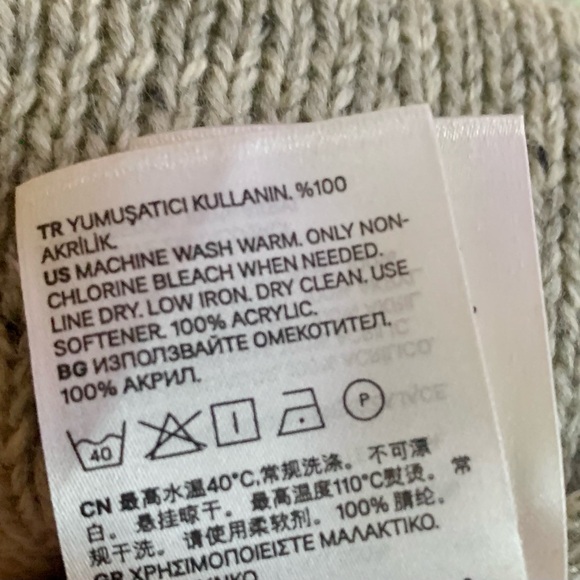 TR YUMUŞATICI KULLANIN. %100
AKRİLİK.
US MACHINE WASH WARM. ONLY NON-
CHLORINE BLEACH WHEN NEEDED.
LINE DRY. LOW IRON. DRY CLEAN. USE
SOFTENER. 100% ACRYLIC.
BG ИЗПОЛЗВАЙТЕ ОМЕКОТИТЕЛ.
100% АКРИЛ.
40 P
CN 最高水温40°C,常规洗涤。不可漂
白。悬挂晾干。最高温度110°C熨烫。常
规干洗。请使用柔软剂。100% 腈纶。
GR ΧΡΗΣΙΜΟΠΟΙΕΙΣΤΕ ΜΑΛΑΚΤΙΚΟ.